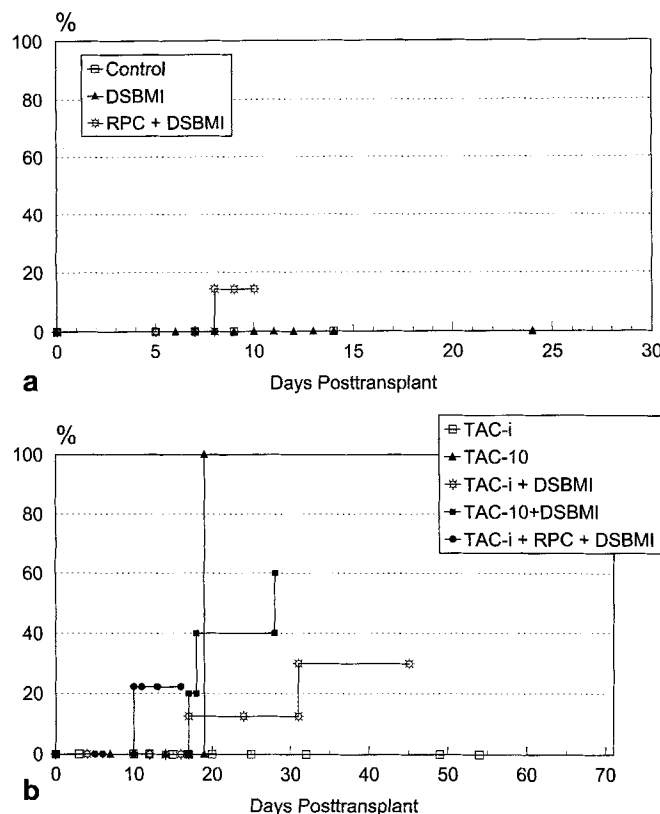 %
100
80
60
40
20
0
Control
DSBMI
RPC + DSBMI
0 5 10 15 20 25 30
Days Posttransplant
a
%
100
80
60
40
20
0
TAC-i
TAC-10
TAC-i + DSBMI
TAC-10+DSBMI
TAC-i + RPC + DSBMI
0 10 20 30 40 50 60 70
Days Posttransplant
b